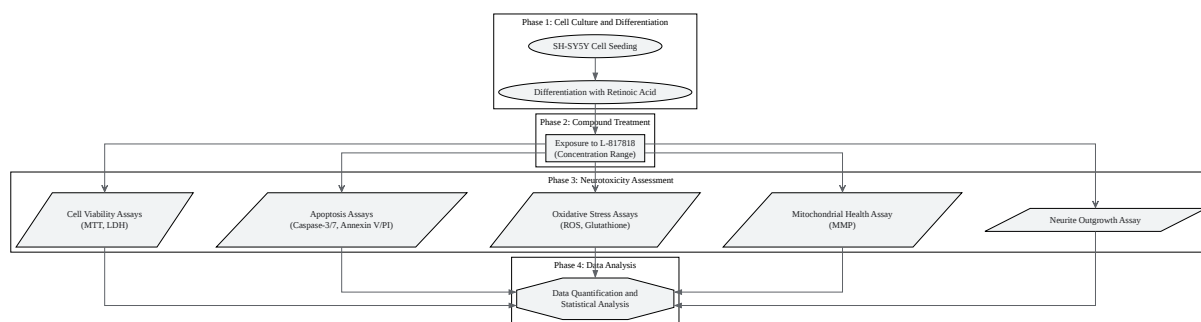 Phase 1: Cell Culture and Differentiation
SH-SY5Y Cell Seeding
Differentiation with Retinoic Acid
Phase 2: Compound Treatment
Exposure to L-817818
(Concentration Range)
Phase 3: Neurotoxicity Assessment
Cell Viability Assays
(MTT, LDH)
Apoptosis Assays
(Caspase-3/7, Annexin V/PI)
Oxidative Stress Assays
(ROS, Glutathione)
Mitochondrial Health Assay
(MMP)
Neurite Outgrowth Assay
Phase 4: Data Analysis
Data Quantification and
Statistical Analysis